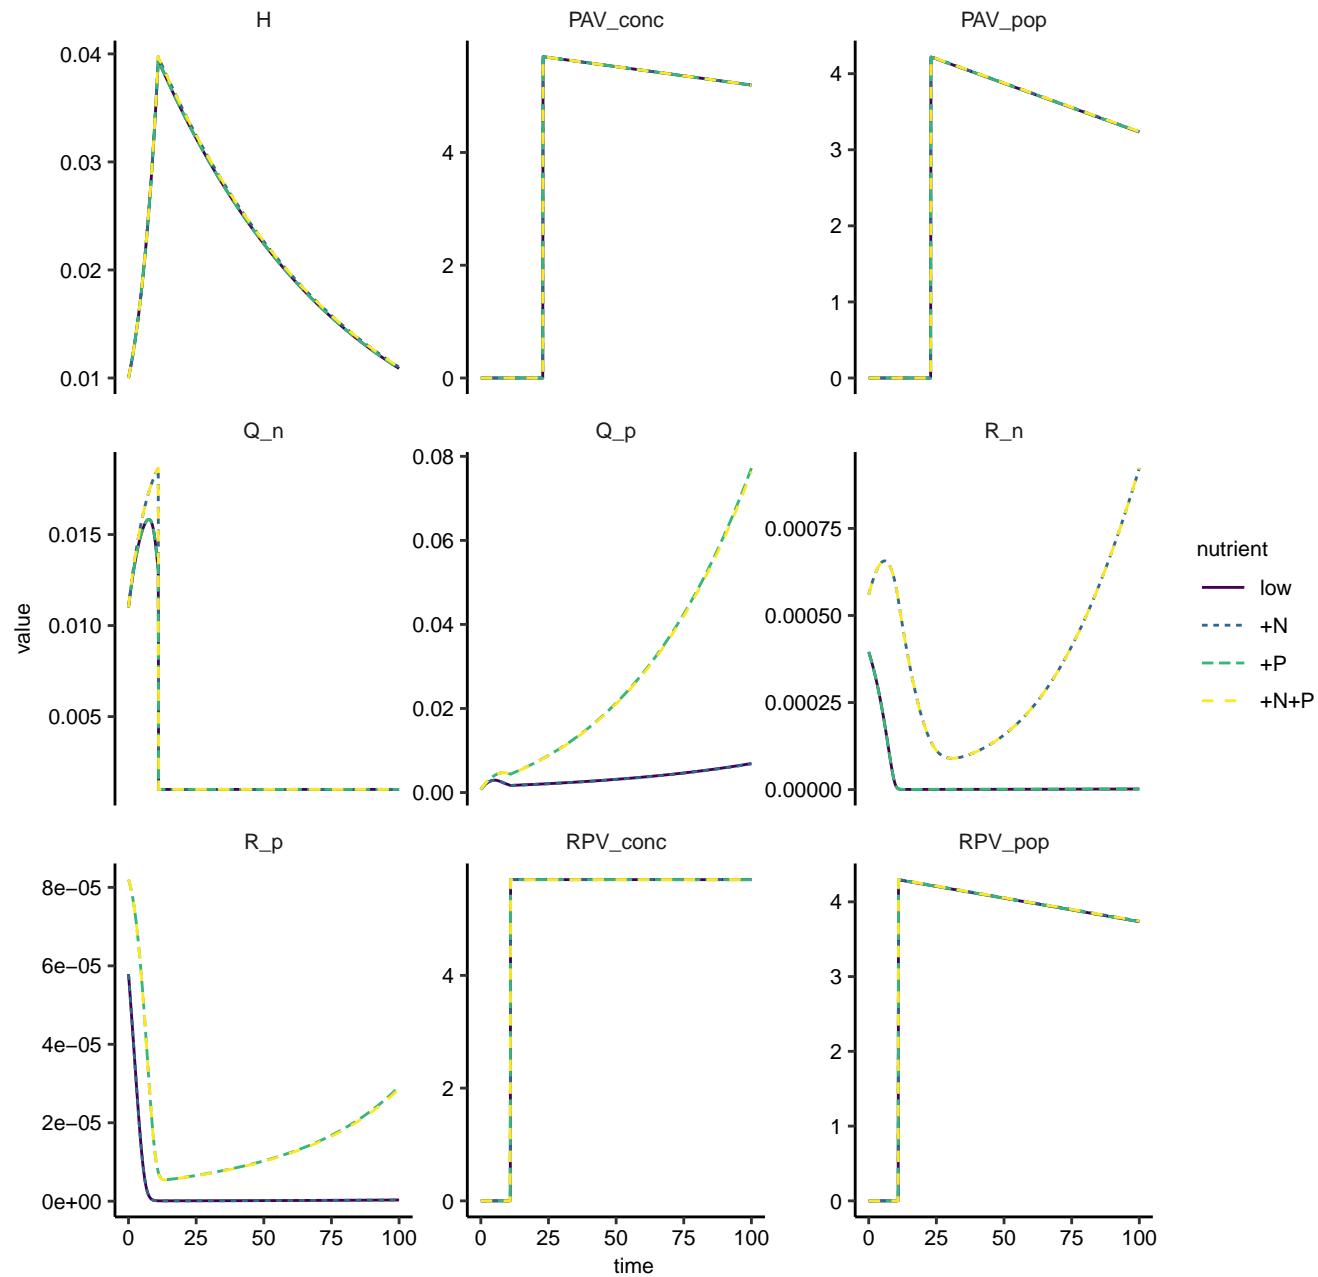 H
PAV_conc
PAV_pop
0.04
0.03
0.02
0.01
4
2
0
4
3
2
1
0
Q_n
Q_p
R_n
0.015
0.010
0.005
0.08
0.06
0.04
0.02
0.00
0.00075
0.00050
0.00025
0.00000
R_p
RPV_conc
RPV_pop
8e−05
6e−05
4e−05
2e−05
0e+00
4
2
0
4
3
2
1
0
0 25 50 75 100
0 25 50 75 100
0 25 50 75 100
time
value
nutrient
low
+N
+P
+N+P